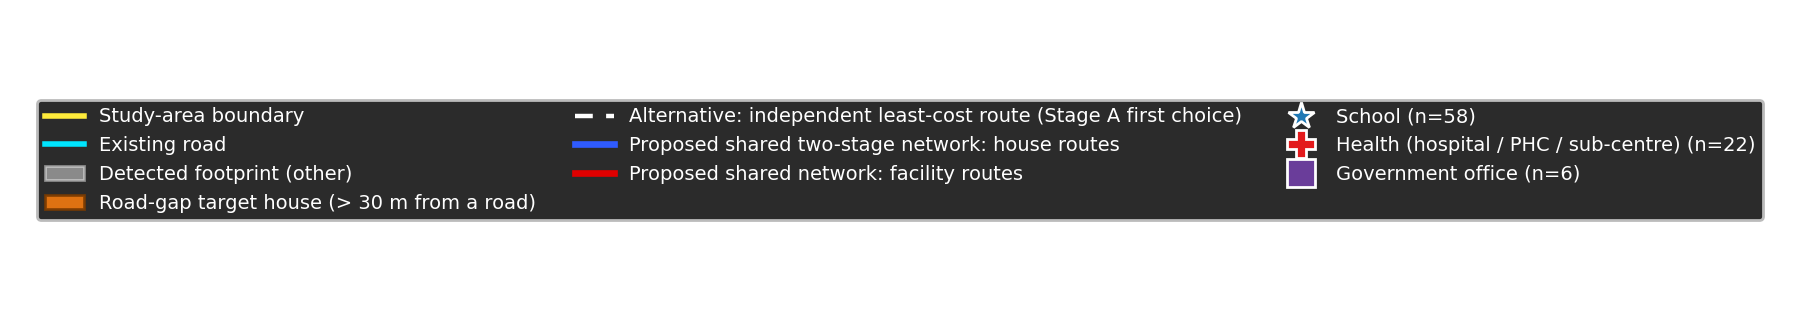 Study-area boundary
Existing road
Detected footprint (other)
Road-gap target house (> 30 m from a road)
Alternative: independent least-cost route (Stage A first choice)
Proposed shared two-stage network: house routes
Proposed shared network: facility routes
School (n=58)
Health (hospital / PHC / sub-centre) (n=22)
Government office (n=6)